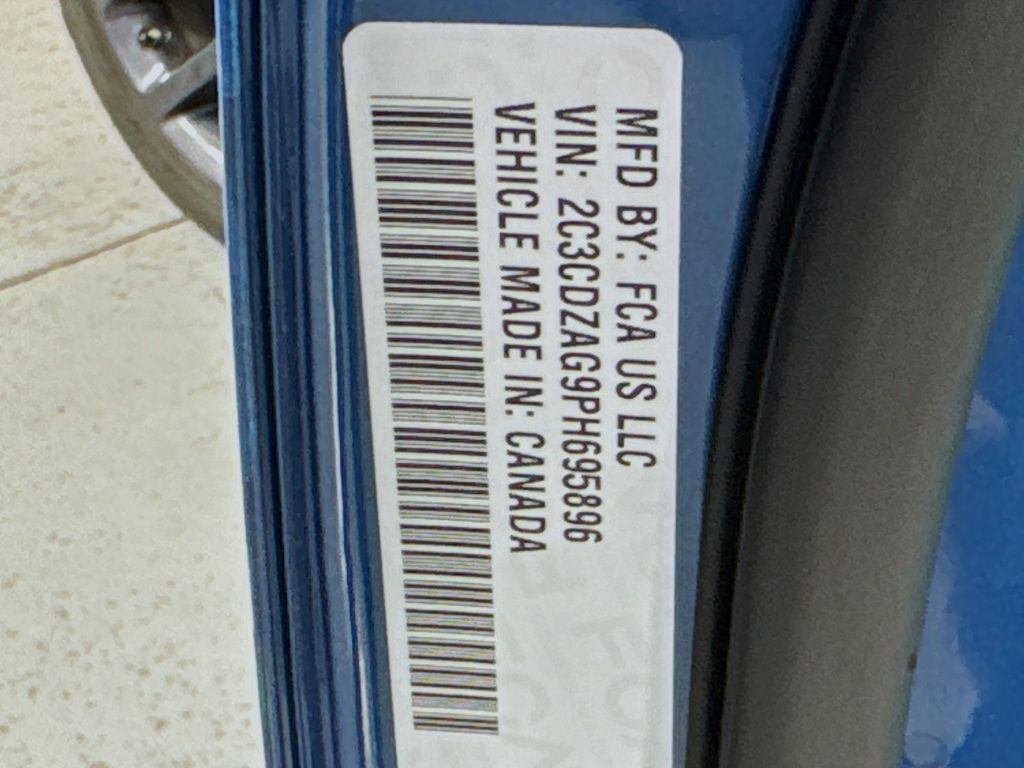 MFD BY: FCA US LLC
VIN: 2C3CDZAG9PH695896
VEHICLE MADE IN: CANADA